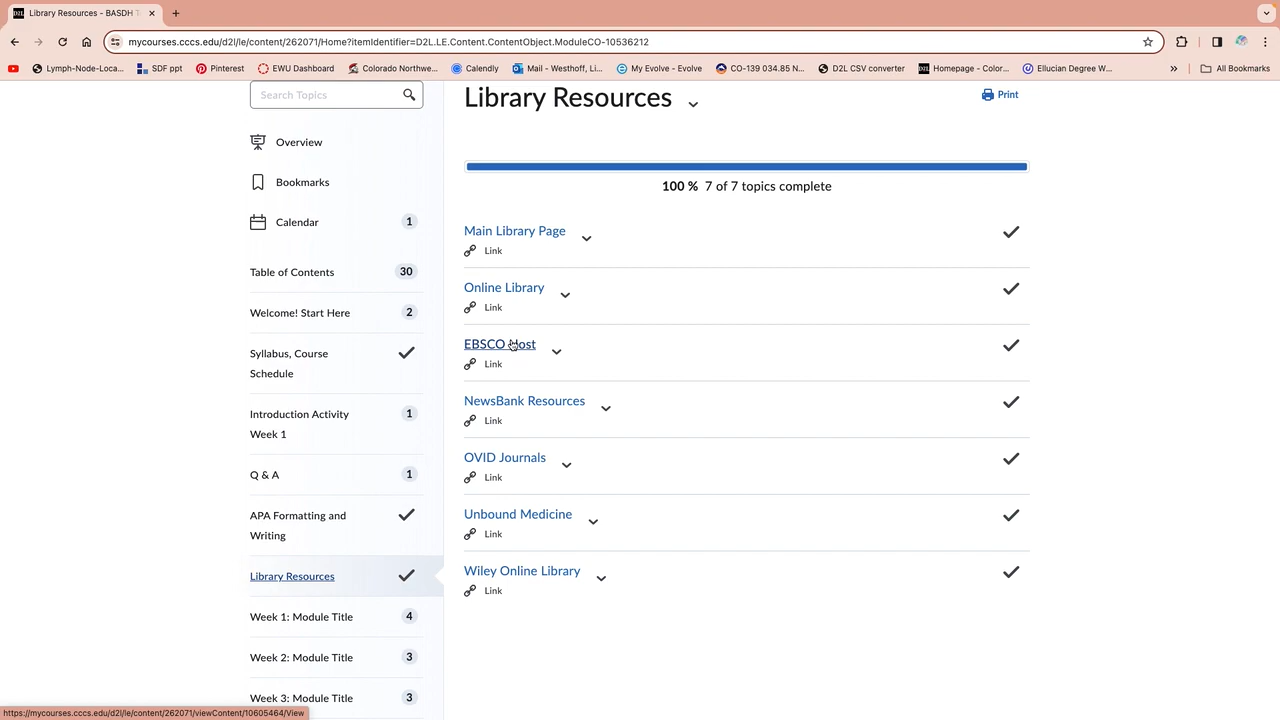 Library Resources - BASDH T
mycourses.cccs.edu/d2l/le/content/262071/Home?itemIdentifier=D2L.LE.Content.ContentObject.ModuleCO-10536212
Lymph-Node-Loca... SDF ppt Pinterest EWU Dashboard Colorado Northwe... Calendly Mail - Westhoff, Li... My Evolve - Evolve CO-139 034.85 N... D2L CSV converter Homepage - Color... Ellucian Degree W... » All Bookmarks
Search Topics
Overview
Bookmarks
Calendar 1
Table of Contents 30
Welcome! Start Here 2
Syllabus, Course
Schedule
Introduction Activity 1
Week 1
Q & A 1
APA Formatting and
Writing
Library Resources
Week 1: Module Title 4
Week 2: Module Title 3
Week 3: Module Title 3
Library Resources
Print
100 % 7 of 7 topics complete
Main Library Page
Link
Online Library
Link
EBSCO Host
Link
NewsBank Resources
Link
OVID Journals
Link
Unbound Medicine
Link
Wiley Online Library
Link
https://mycourses.cccs.edu/d2l/le/content/262071/viewContent/10605464/View